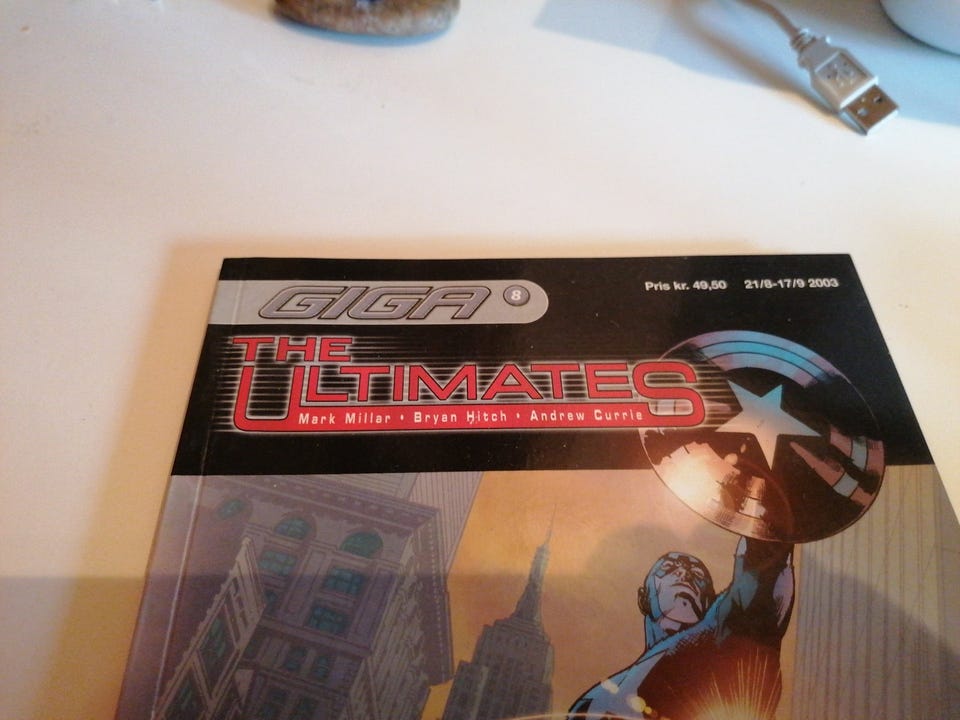 GIGA 8
Pris kr. 49,50 21/8-17/9 2003
THE
ULTIMATES
Mark Millar • Bryan Hitch • Andrew Currie